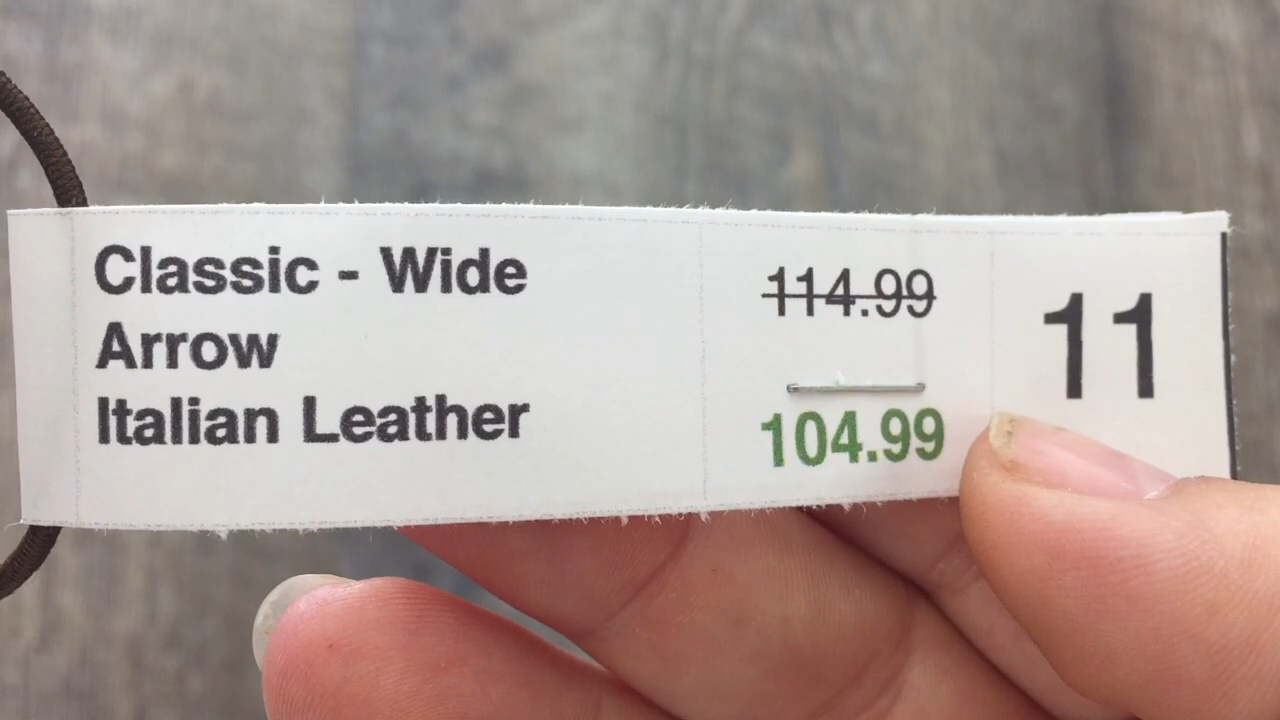 Classic - Wide
Arrow
Italian Leather
114.99
104.99
11